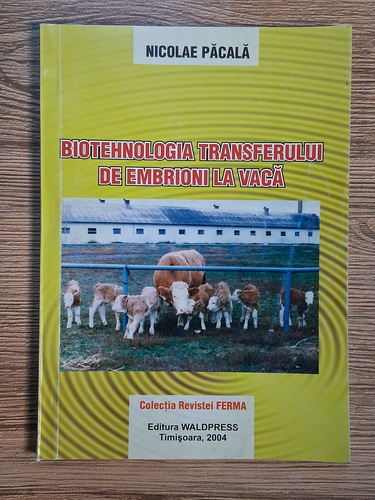 NICOLAE PĂCALĂ
BIOTEHNOLOGIA TRANSFERULUI
DE EMBRIONI LA VACĂ
Colecția Revistei FERMA
Editura WALDPRESS
Timișoara, 2004